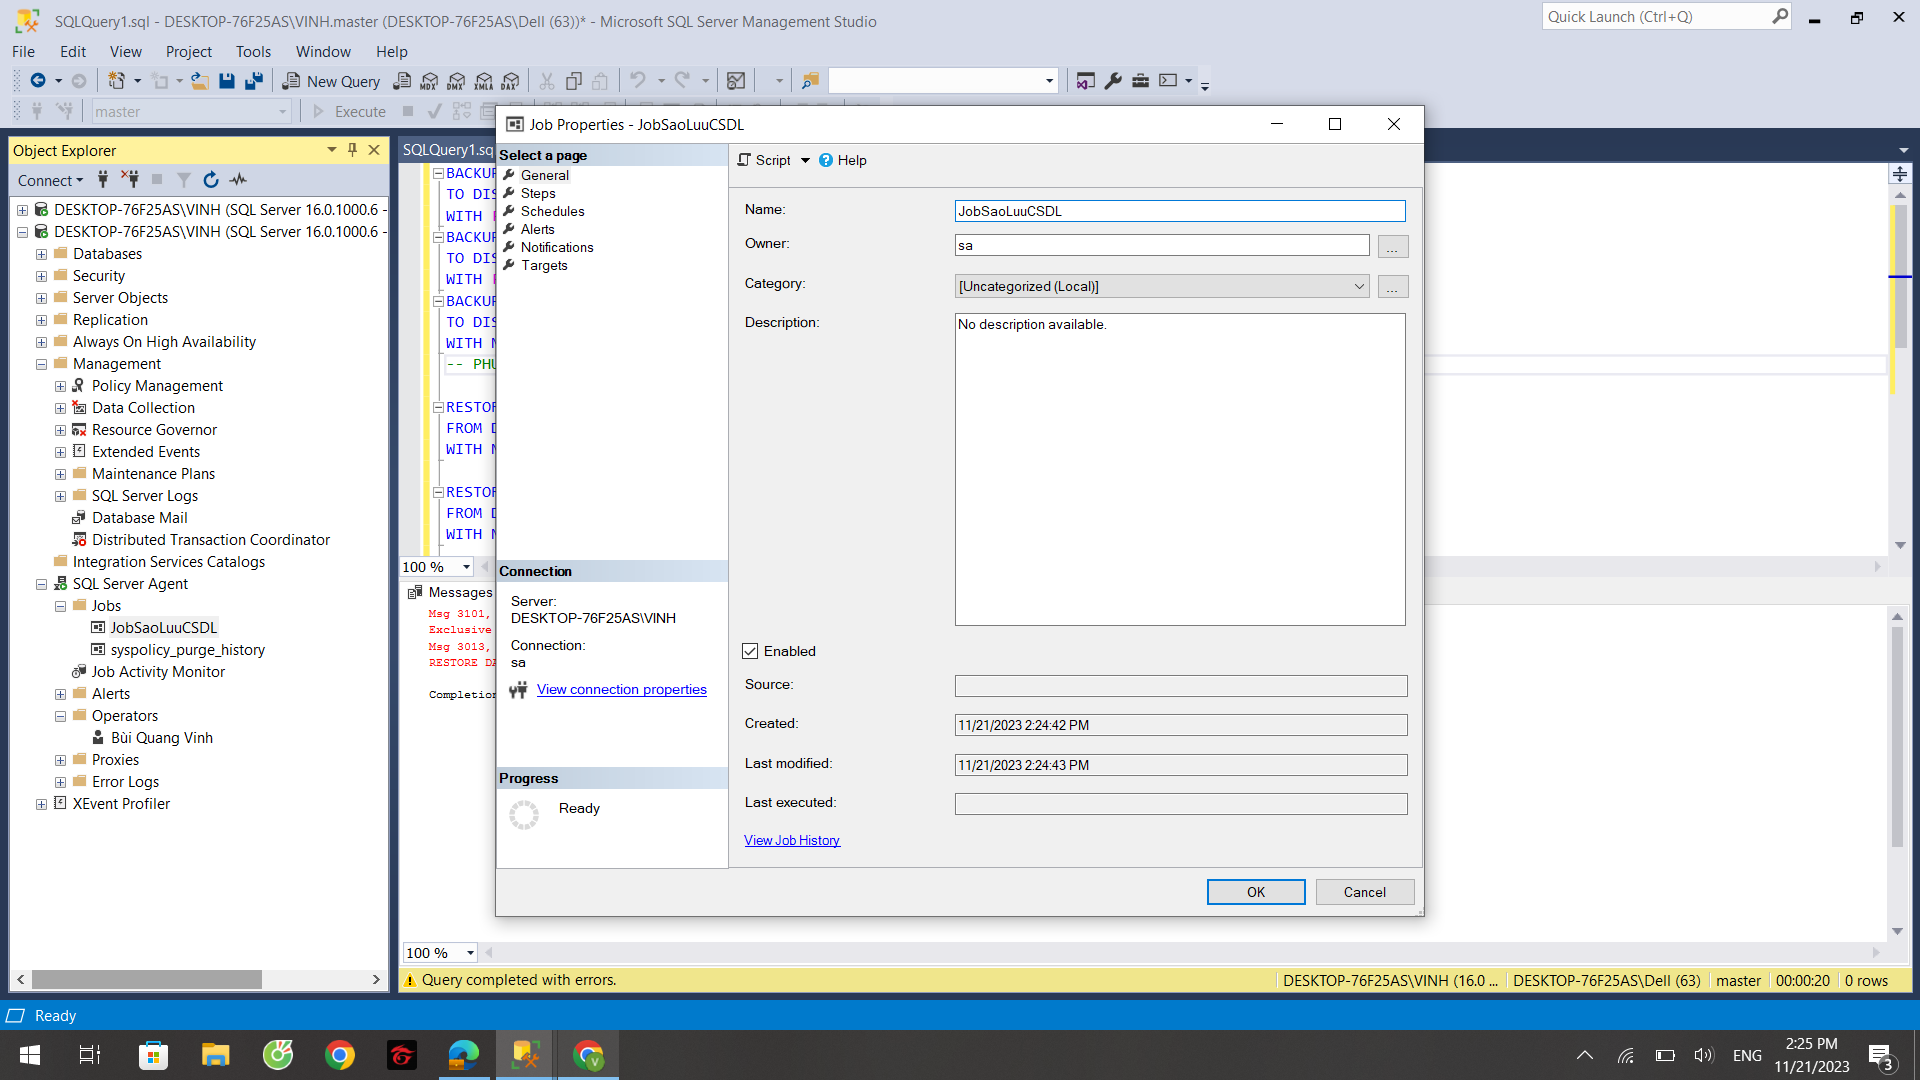 SQLQuery1.sql - DESKTOP-76F25AS\VINH.master (DESKTOP-76F25AS\Dell (63))* - Microsoft SQL Server Management Studio
Quick Launch (Ctrl+Q)
File Edit View Project Tools Window Help
New Query MDX DMX XMLA DAX
master Execute
Object Explorer
Connect
DESKTOP-76F25AS\VINH (SQL Server 16.0.1000.6 -
DESKTOP-76F25AS\VINH (SQL Server 16.0.1000.6 -
Databases
Security
Server Objects
Replication
Always On High Availability
Management
Policy Management
Data Collection
Resource Governor
Extended Events
Maintenance Plans
SQL Server Logs
Database Mail
Distributed Transaction Coordinator
Integration Services Catalogs
SQL Server Agent
Jobs
JobSaoLuuCSDL
syspolicy_purge_history
Job Activity Monitor
Alerts
Operators
Bùi Quang Vinh
Proxies
Error Logs
XEvent Profiler
SQLQuery1.sq
BACKUP
TO DIS
WITH
BACKUP
TO DIS
WITH
BACKUP
TO DIS
WITH N
-- PHU
RESTOR
FROM D
WITH N
RESTOR
FROM D
WITH N
100 %
Messages
Msg 3101,
Exclusive
Msg 3013,
RESTORE DA
Completion
100 %
Job Properties - JobSaoLuuCSDL
Select a page
General
Steps
Schedules
Alerts
Notifications
Targets
Connection
Server:
DESKTOP-76F25AS\VINH
Connection:
sa
View connection properties
Progress
Ready
Script Help
Name: JobSaoLuuCSDL
Owner: sa ...
Category: [Uncategorized (Local)] ...
Description: No description available.
Enabled
Source:
Created: 11/21/2023 2:24:42 PM
Last modified: 11/21/2023 2:24:43 PM
Last executed:
View Job History
OK Cancel
Query completed with errors. DESKTOP-76F25AS\VINH (16.0 ... DESKTOP-76F25AS\Dell (63) master 00:00:20 0 rows
Ready
ENG 2:25 PM
11/21/2023 3